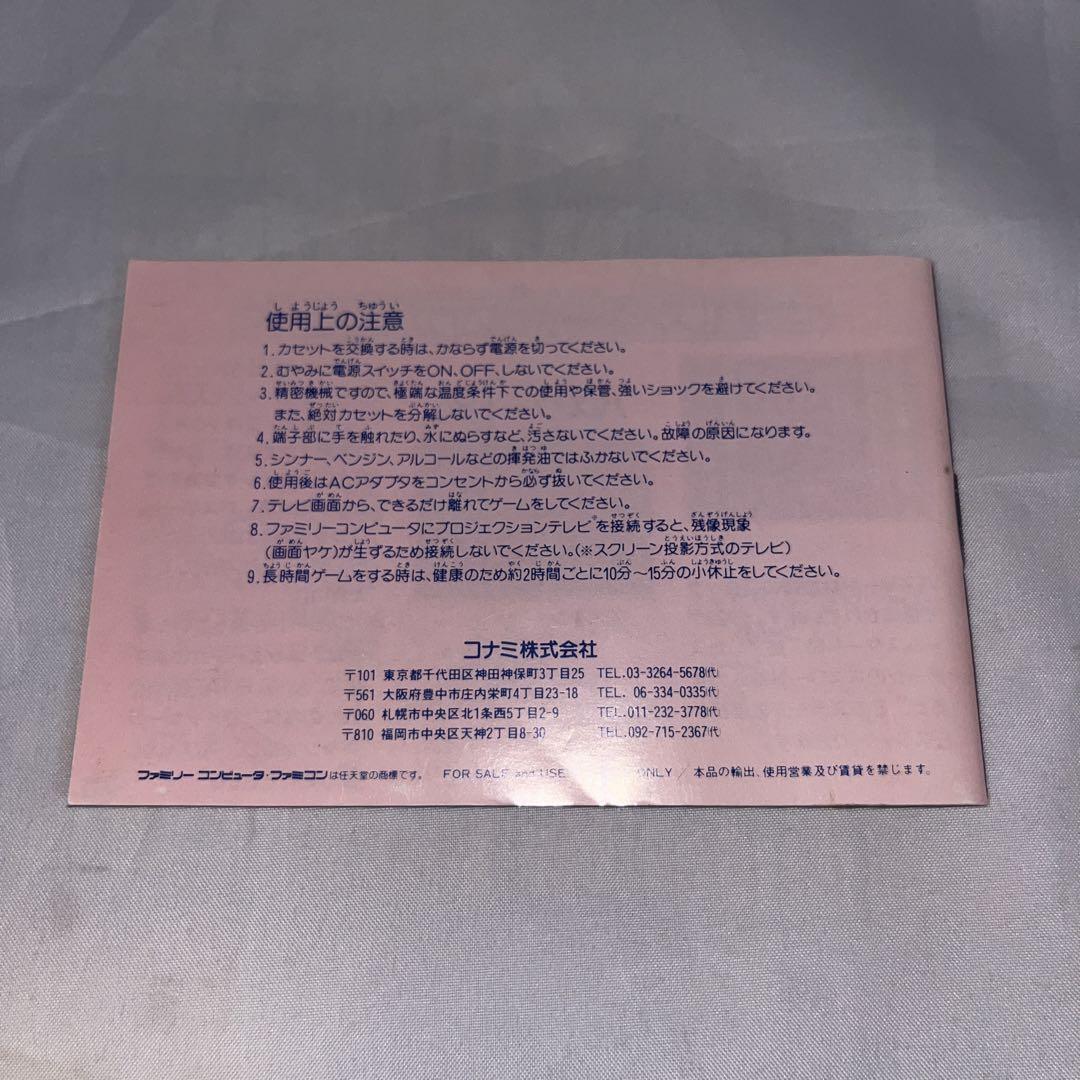 使用上の注意
1. カセットを交換する時は、かならず電源を切ってください。
2. むやみに電源スイッチをON、OFF、しないでください。
3. 精密機械ですので、極端な温度条件下での使用や保管、強いショックを避けてください。
また、絶対カセットを分解しないでください。
4. 端子部に手を触れたり、水にぬらすなど、汚さないでください。故障の原因になります。
5. シンナー、ベンジン、アルコールなどの揮発油ではふかないでください。
6. 使用後はACアダプタをコンセントから必ず抜いてください。
7. テレビ画面から、できるだけ離れてゲームをしてください。
8. ファミリーコンピュータにプロジェクションテレビ※を接続すると、残像現象
(画面ヤケ)が生ずるため接続しないでください。(※スクリーン投影方式のテレビ)
9. 長時間ゲームをする時は、健康のため約2時間ごとに10分〜15分の小休止をしてください。
コナミ株式会社
〒101 東京都千代田区神田神保町3丁目25 TEL.03-3264-5678(代)
〒561 大阪府豊中市庄内栄町4丁目23-18 TEL. 06-334-0335(代)
〒060 札幌市中央区北1条西5丁目2-9 TEL.011-232-3778(代)
〒810 福岡市中央区天神2丁目8-30 TEL.092-715-2367(代)
ファミリーコンピュータ・ファミコンは任天堂の商標です。 FOR SALE and USE ONLY / 本品の輸出、使用営業及び賃貸を禁じます。